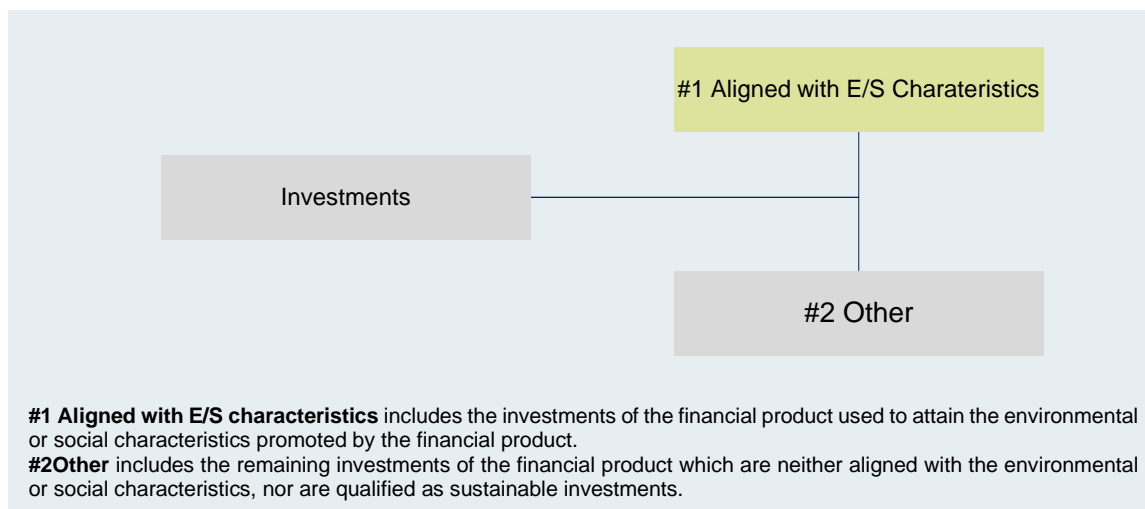 #1 Aligned with E/S Charateristics
Investments
#2 Other
#1 Aligned with E/S characteristics includes the investments of the financial product used to attain the environmental
or social characteristics promoted by the financial product.
#2Other includes the remaining investments of the financial product which are neither aligned with the environmental
or social characteristics, nor are qualified as sustainable investments.